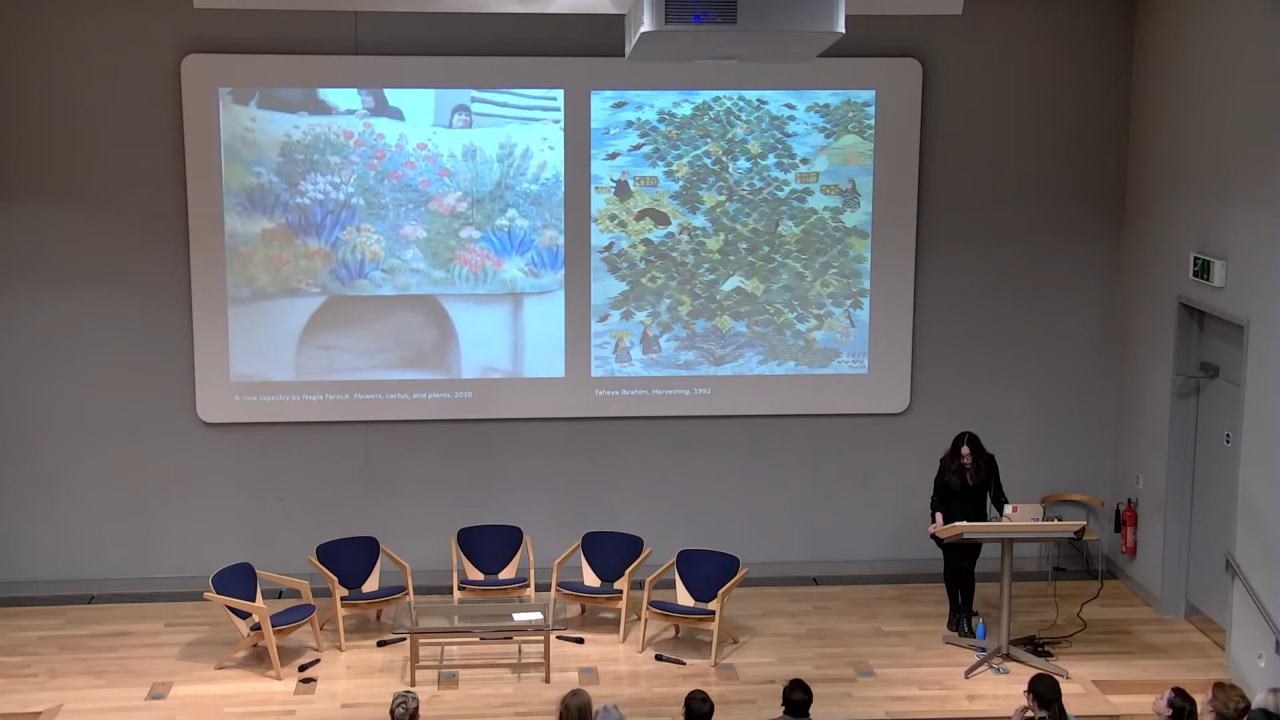 A new tapestry by Nagla Farouk, Flowers, cactus, and plants, 2020
Taheya Ibrahim, Harvesting, 1992